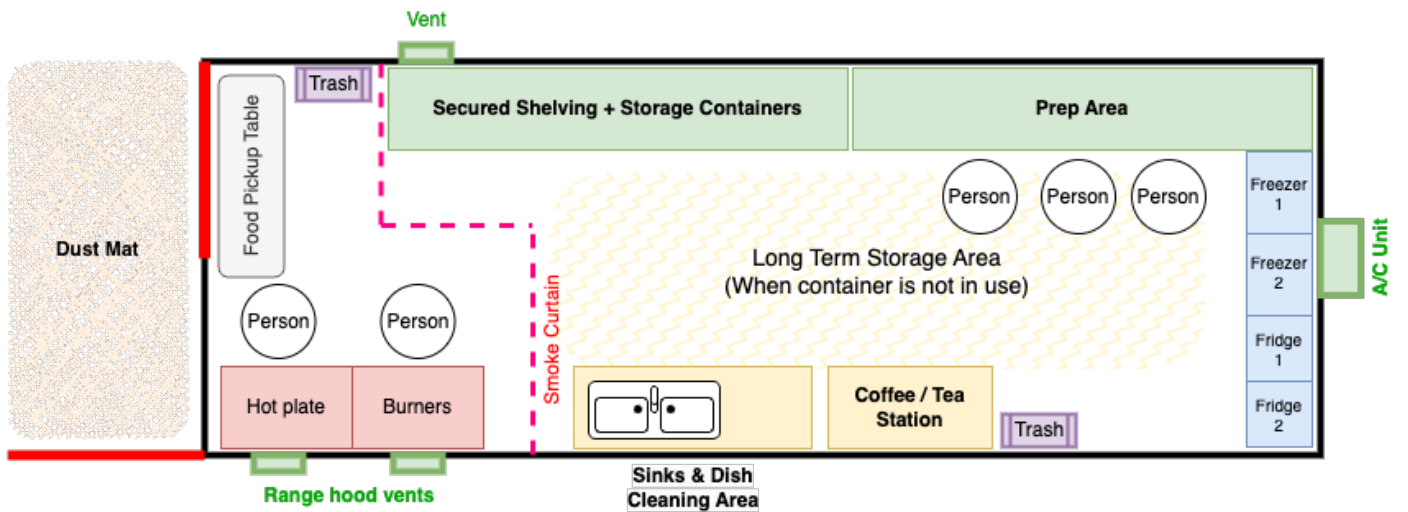 Vent
Trash
Food Pickup Table
Secured Shelving + Storage Containers
Prep Area
Person
Person
Person
Freezer
1
Dust Mat
Long Term Storage Area
(When container is not in use)
Freezer
2
A/C Unit
Person
Person
Smoke Curtain
Fridge
1
Hot plate
Burners
Coffee / Tea
Station
Trash
Fridge
2
Range hood vents
Sinks & Dish
Cleaning Area